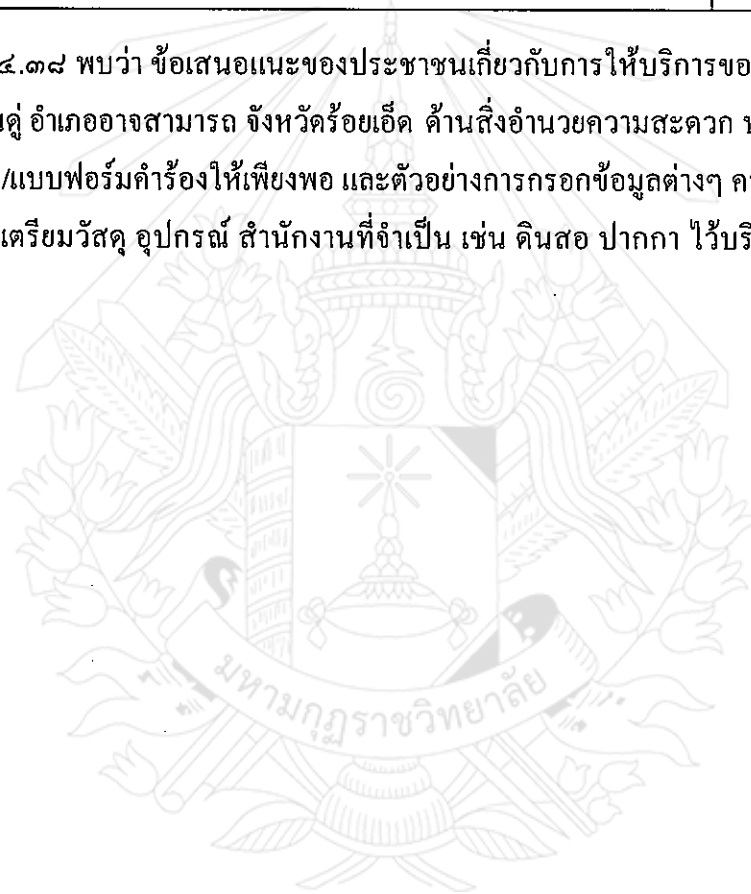 ๔.๓๘ พบว่า ข้อเสนอแนะของประชาชนเกี่ยวกับการให้บริการขอ
ดู่ อำเภออาจสามารถ จังหวัดร้อยเอ็ด ด้านสิ่งอำนวยความสะดวก
/แบบฟอร์มคำร้องให้เพียงพอ และตัวอย่างการกรอกข้อมูลต่างๆ
เตรียมวัสดุ อุปกรณ์ สำนักงานที่จำเป็น เช่น ดินสอ ปากกา ไว้บริ
มหามกุฏราชวิทยาลัย